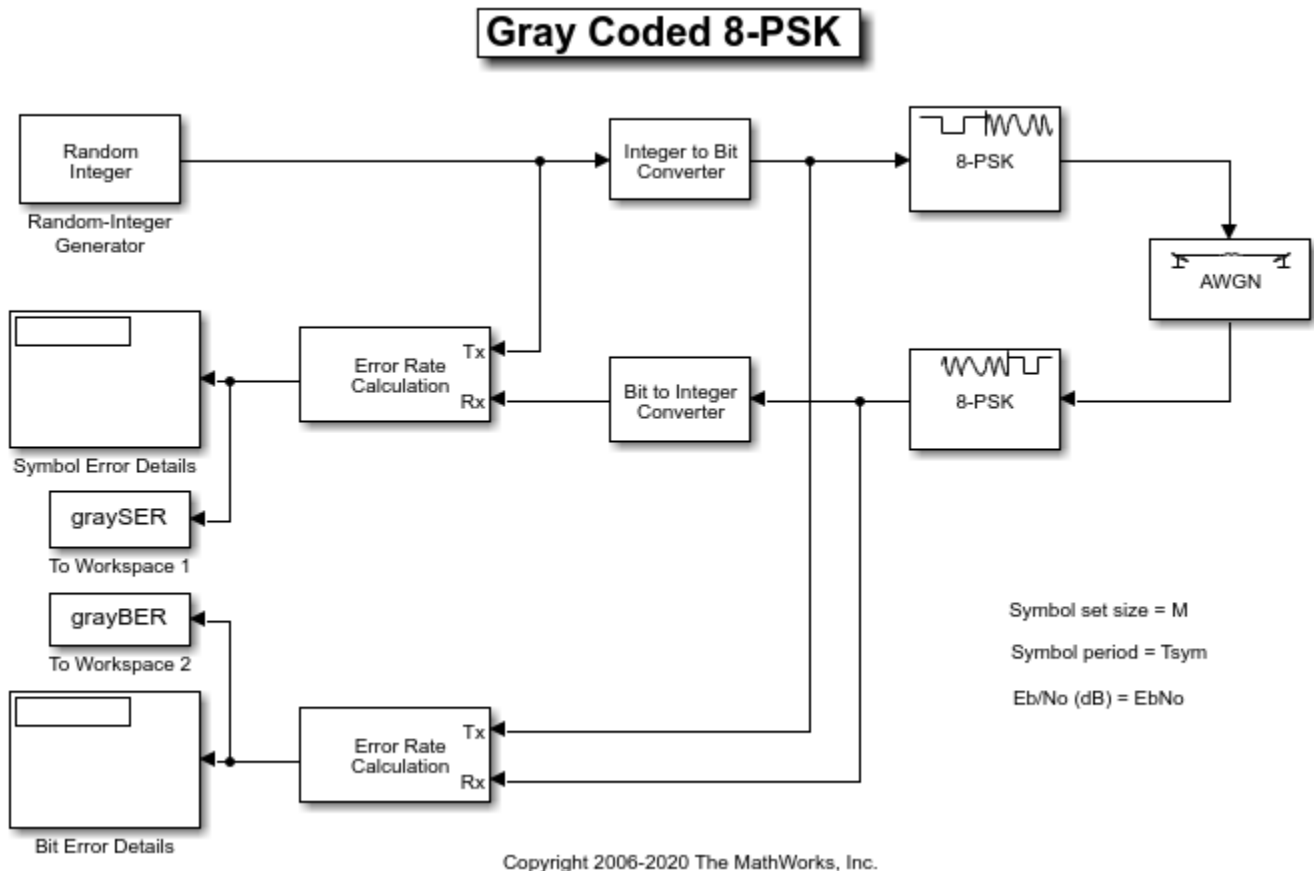 Gray Coded 8-PSK
Random
Integer
Random-Integer
Generator
Integer to Bit
Converter
8-PSK
AWGN
Error Rate
Calculation
Tx
Rx
Bit to Integer
Converter
8-PSK
Symbol Error Details
graySER
To Workspace 1
grayBER
To Workspace 2
Symbol set size = M
Symbol period = Tsym
Eb/No (dB) = EbNo
Error Rate
Calculation
Tx
Rx
Bit Error Details
Copyright 2006-2020 The MathWorks, Inc.